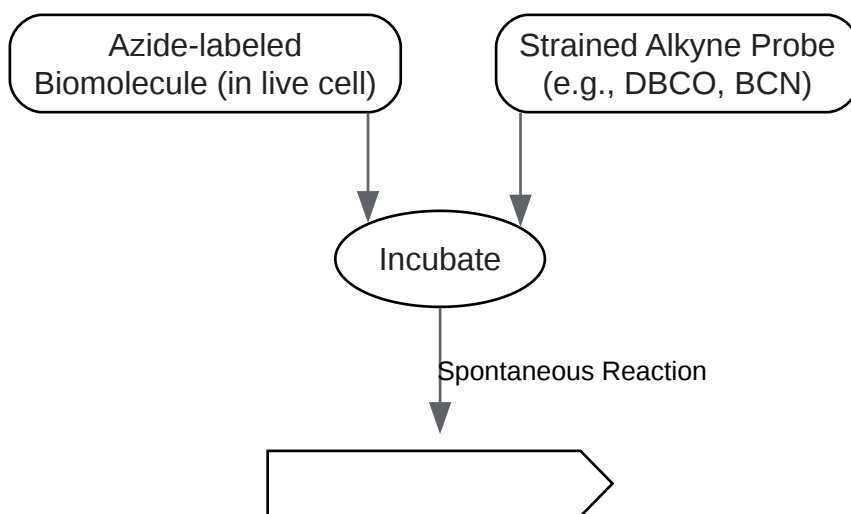 Azide-labeled
Biomolecule (in live cell)
Strained Alkyne Probe
(e.g., DBCO, BCN)
Incubate
Spontaneous Reaction